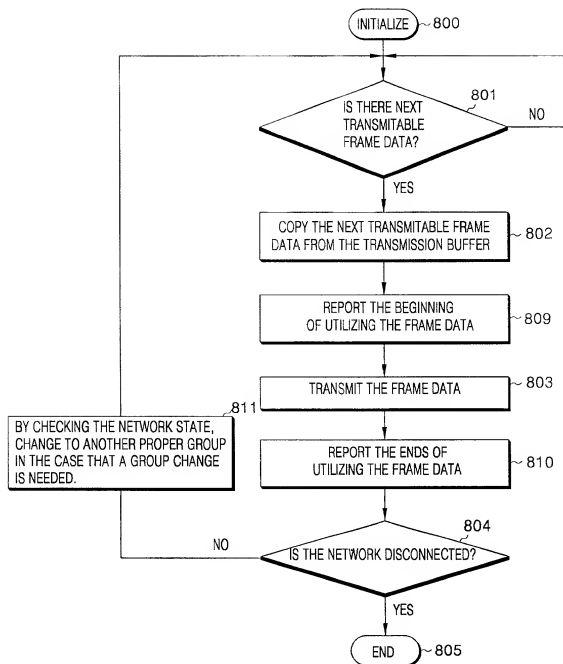 INITIALIZE
800
801
IS THERE NEXT
TRANSMITABLE
FRAME DATA?
NO
YES
COPY THE NEXT TRANSMITABLE FRAME
DATA FROM THE TRANSMISSION BUFFER
802
REPORT THE BEGINNING
OF UTILIZING THE FRAME DATA
809
TRANSMIT THE FRAME DATA
803
811
BY CHECKING THE NETWORK STATE,
CHANGE TO ANOTHER PROPER GROUP
IN THE CASE THAT A GROUP CHANGE
IS NEEDED.
REPORT THE ENDS OF
UTILIZING THE FRAME DATA
810
804
NO
IS THE NETWORK DISCONNECTED?
YES
END
805